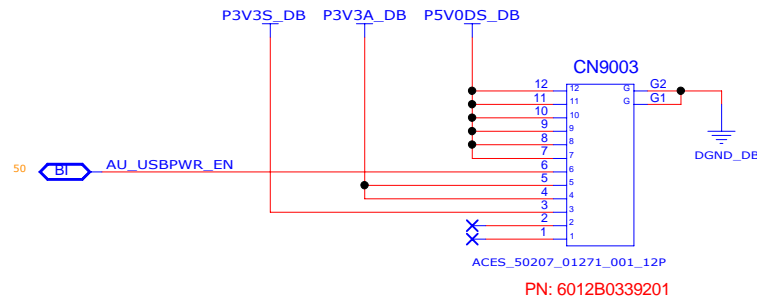 P3V3S_DB P3V3A_DB P5V0DS_DB
CN9003
12 12 G G2
11 11 G G1
10 10
9 9
8 8
7 7
DGND_DB
50 BI AU_USBPWR_EN 6 6
5 5
4 4
3 3
2 2
1 1
ACES_50207_01271_001_12P
PN: 6012B0339201